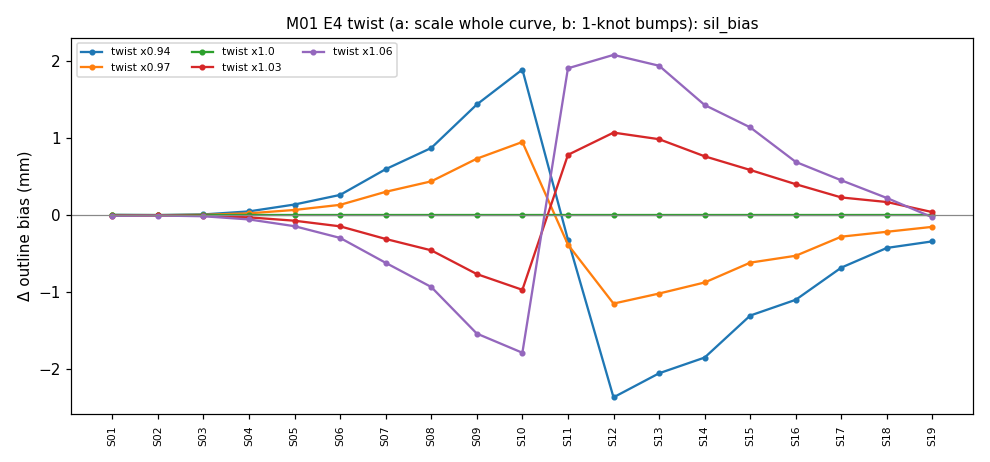 M01 E4 twist (a: scale whole curve, b: 1-knot bumps): sil_bias
twist x0.94
twist x0.97
twist x1.0
twist x1.03
twist x1.06
Δ outline bias (mm)
2
1
0
−1
−2
S01 S02 S03 S04 S05 S06 S07 S08 S09 S10 S11 S12 S13 S14 S15 S16 S17 S18 S19